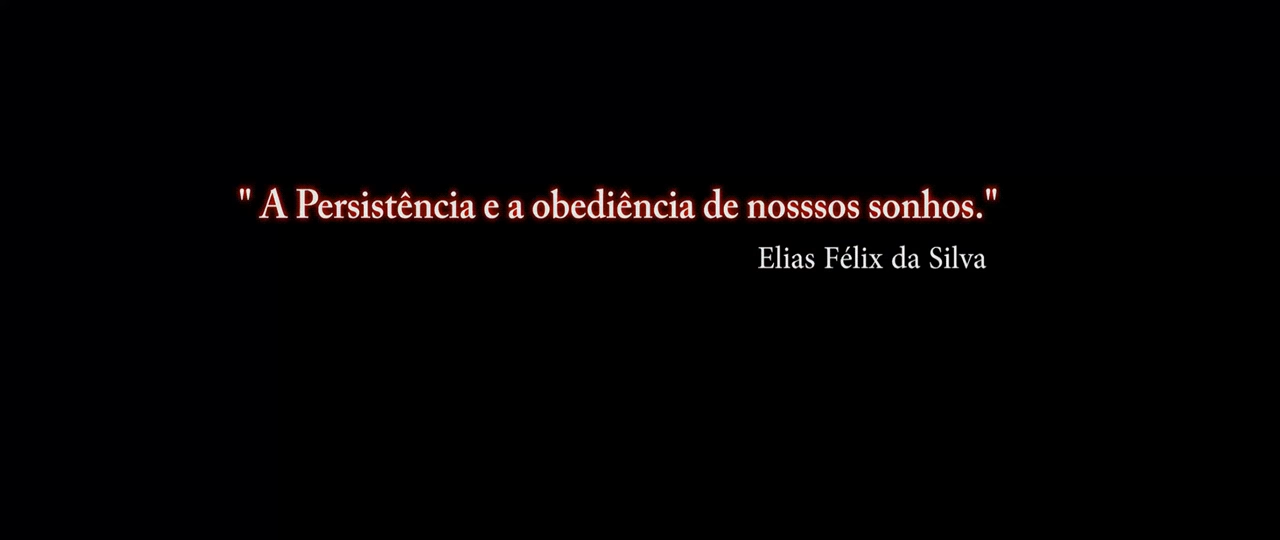 " A Persistência e a obediência de nosssos sonhos."
Elias Félix da Silva